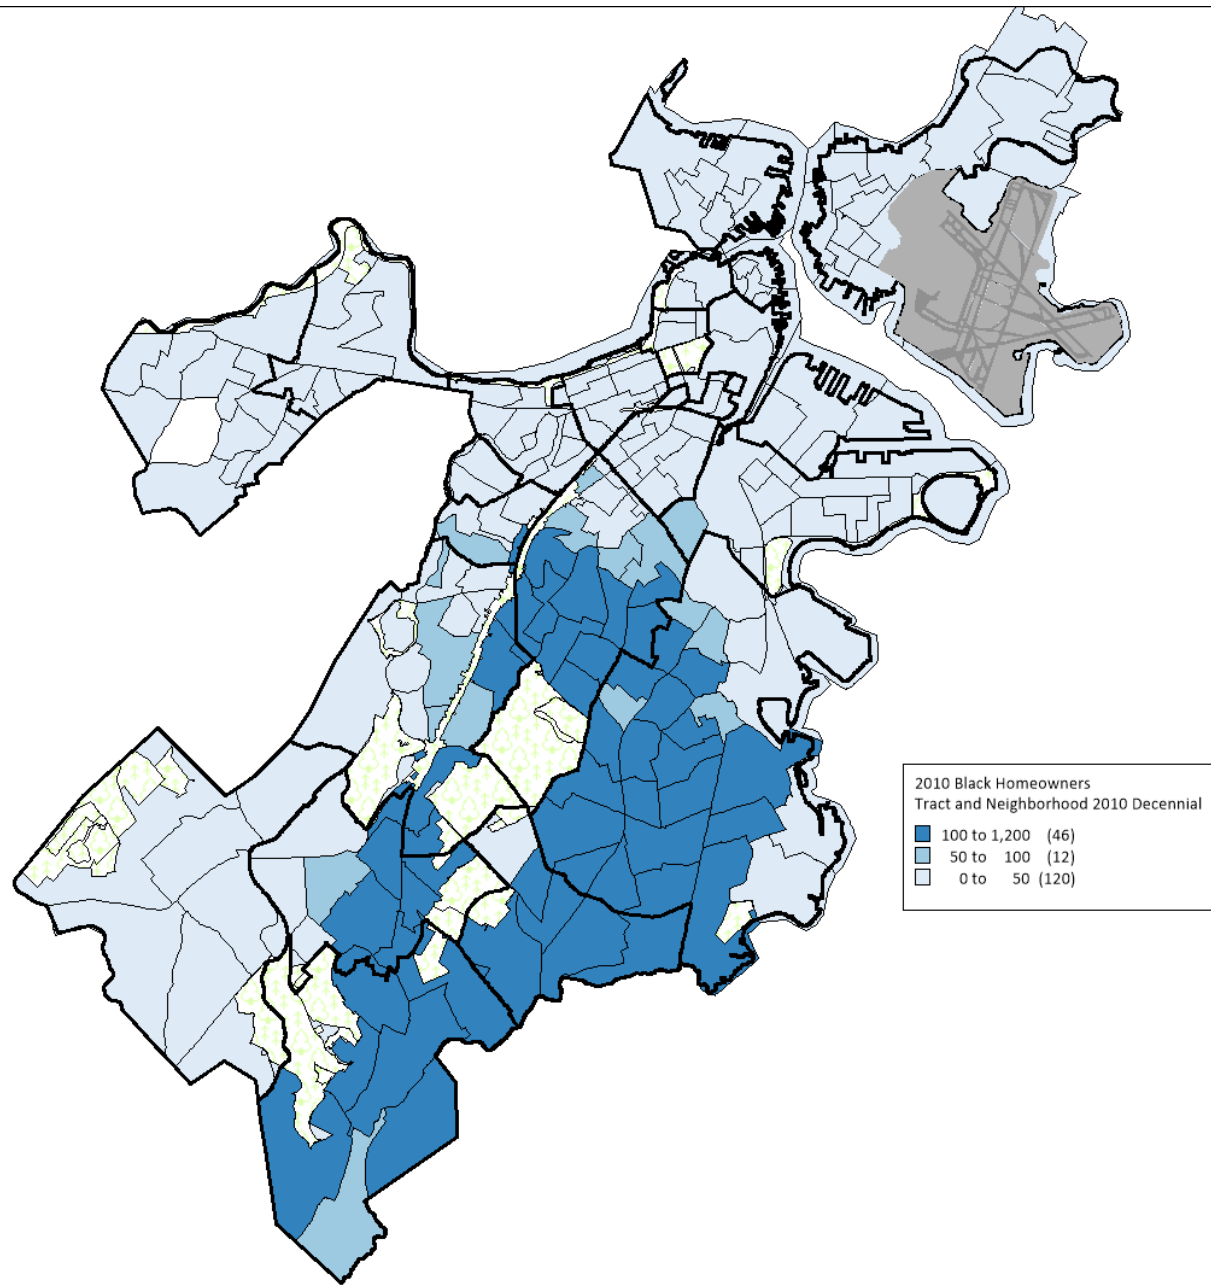 2010 Black Homeowners
Tract and Neighborhood 2010 Decennial
100 to 1,200 (46)
50 to 100 (12)
0 to 50 (120)